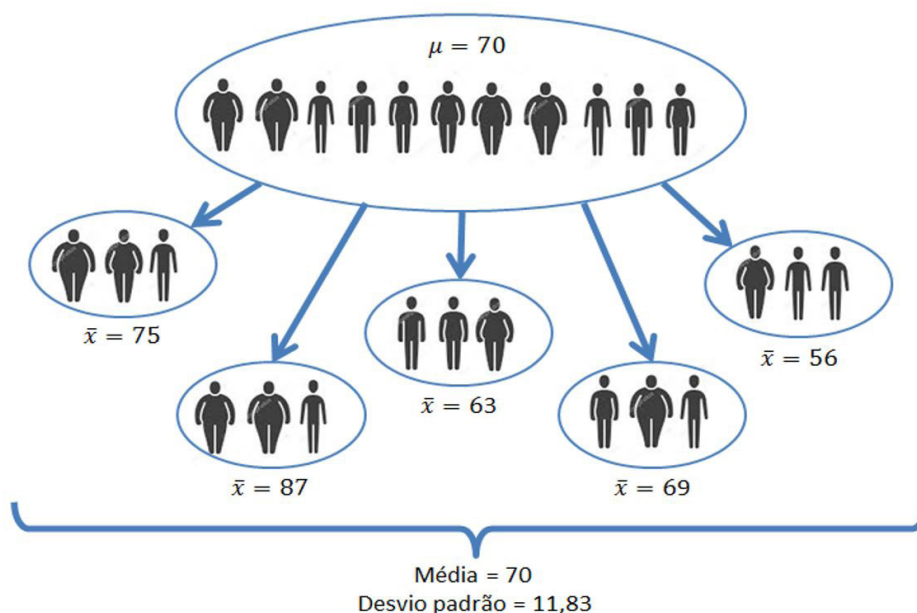 μ = 70
x̄ = 75
x̄ = 87
x̄ = 63
x̄ = 69
x̄ = 56
Média = 70
Desvio padrão = 11,83